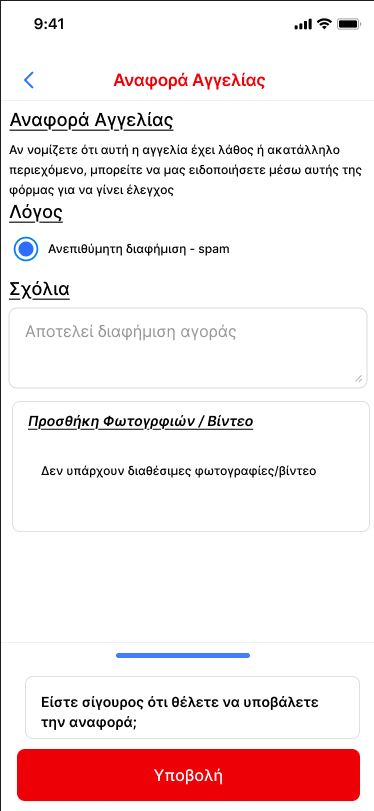 9:41
Αναφορά Αγγελίας
Αναφορά Αγγελίας
Αν νομίζετε ότι αυτή η αγγελία έχει λάθος ή ακατάλληλο
περιεχόμενο, μπορείτε να μας ειδοποιήσετε μέσω αυτής της
φόρμας για να γίνει έλεγχος
Λόγος
Ανεπιθύμητη διαφήμιση - spam
Σχόλια
Αποτελεί διαφήμιση αγοράς
Προσθήκη Φωτογρφιών / Βίντεο
Δεν υπάρχουν διαθέσιμες φωτογραφίες/βίντεο
Είστε σίγουρος ότι θέλετε να υποβάλετε
την αναφορά;
Υποβολή